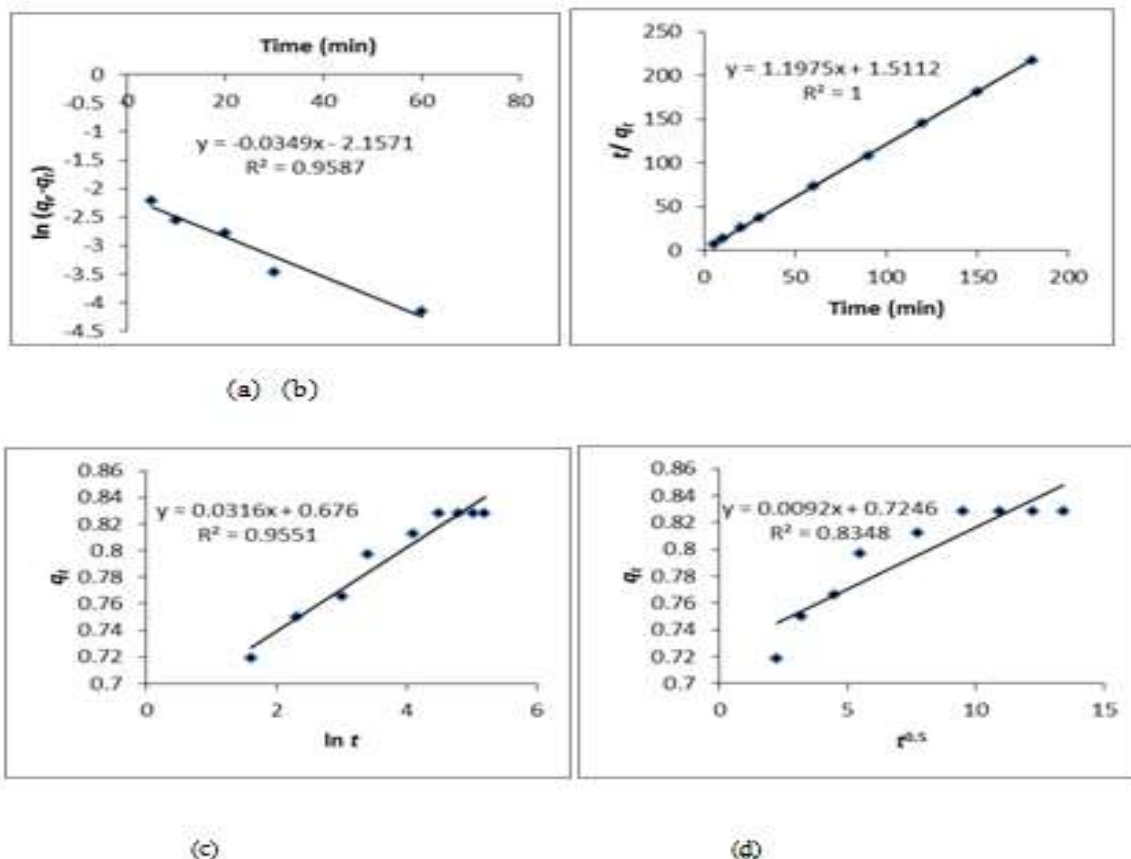 Time (min)
0
-0.5
-1
-1.5
-2
-2.5
-3
-3.5
-4
-4.5
0 20 40 60 80
y = -0.0349x - 2.1571
R² = 0.9587
ln (qe-qt)
250
200
150
100
50
0
y = 1.1975x + 1.5112
R² = 1
t/ qt
0 50 100 150 200
Time (min)
(a) (b)
0.86
0.84
0.82
0.8
0.78
0.76
0.74
0.72
0.7
y = 0.0316x + 0.676
R² = 0.9551
qt
0 2 4 6
ln t
0.86
0.84
0.82
0.8
0.78
0.76
0.74
0.72
0.7
y = 0.0092x + 0.7246
R² = 0.8348
qt
0 5 10 15
t^0.5
(c) (d)